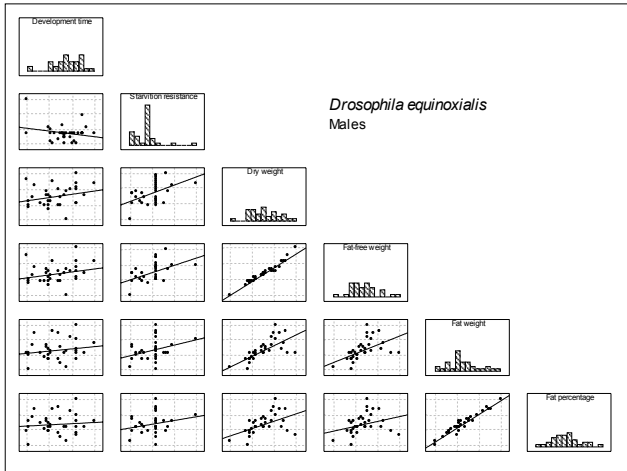 Development time
Starvition resistance
Drosophila equinoxialis
Males
Dry weight
Fat-free weight
Fat weight
Fat percentage